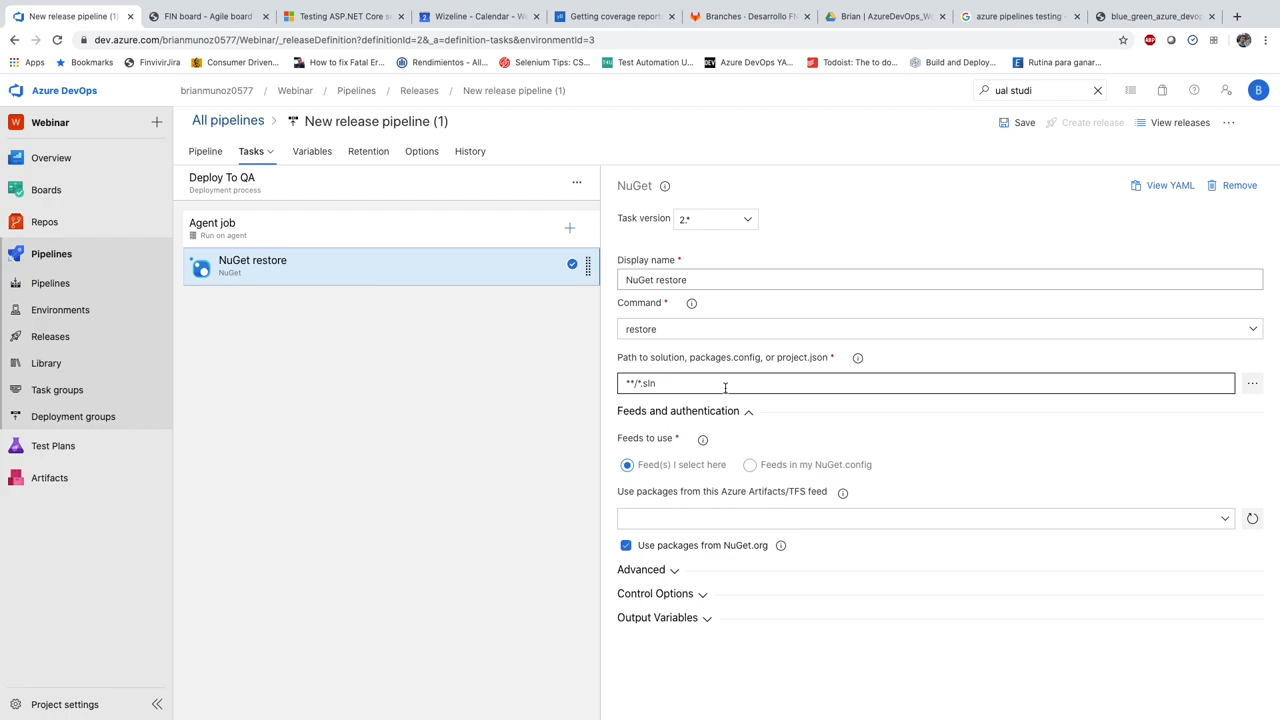 New release pipeline (1)
FIN board - Agile board
Testing ASP.NET Core s
Wizeline - Calendar - We
Getting coverage report
Branches · Desarrollo FN
Brian | AzureDevOps_W
azure pipelines testing -
blue_green_azure_devop
dev.azure.com/brianmunoz0577/Webinar/_releaseDefinition?definitionId=2&_a=definition-tasks&environmentId=3
Apps
Bookmarks
Finvivir.Jira
Consumer Driven...
How to fix Fatal Er...
Rendimientos - All...
Selenium Tips: CS...
Test Automation U...
Azure DevOps YA...
Todoist: The to do...
Build and Deploy...
Rutina para ganar...
Azure DevOps
brianmunoz0577 / Webinar / Pipelines / Releases / New release pipeline (1)
ual studi
B
W Webinar
All pipelines > New release pipeline (1)
Save
Create release
View releases
Overview
Boards
Repos
Pipelines
Pipelines
Environments
Releases
Library
Task groups
Deployment groups
Test Plans
Artifacts
Project settings
Pipeline Tasks Variables Retention Options History
Deploy To QA
Deployment process
Agent job
Run on agent
NuGet restore
NuGet
NuGet
View YAML
Remove
Task version 2.*
Display name *
NuGet restore
Command *
restore
Path to solution, packages.config, or project.json *
**/*.sln
Feeds and authentication
Feeds to use *
Feed(s) I select here
Feeds in my NuGet.config
Use packages from this Azure Artifacts/TFS feed
Use packages from NuGet.org
Advanced
Control Options
Output Variables